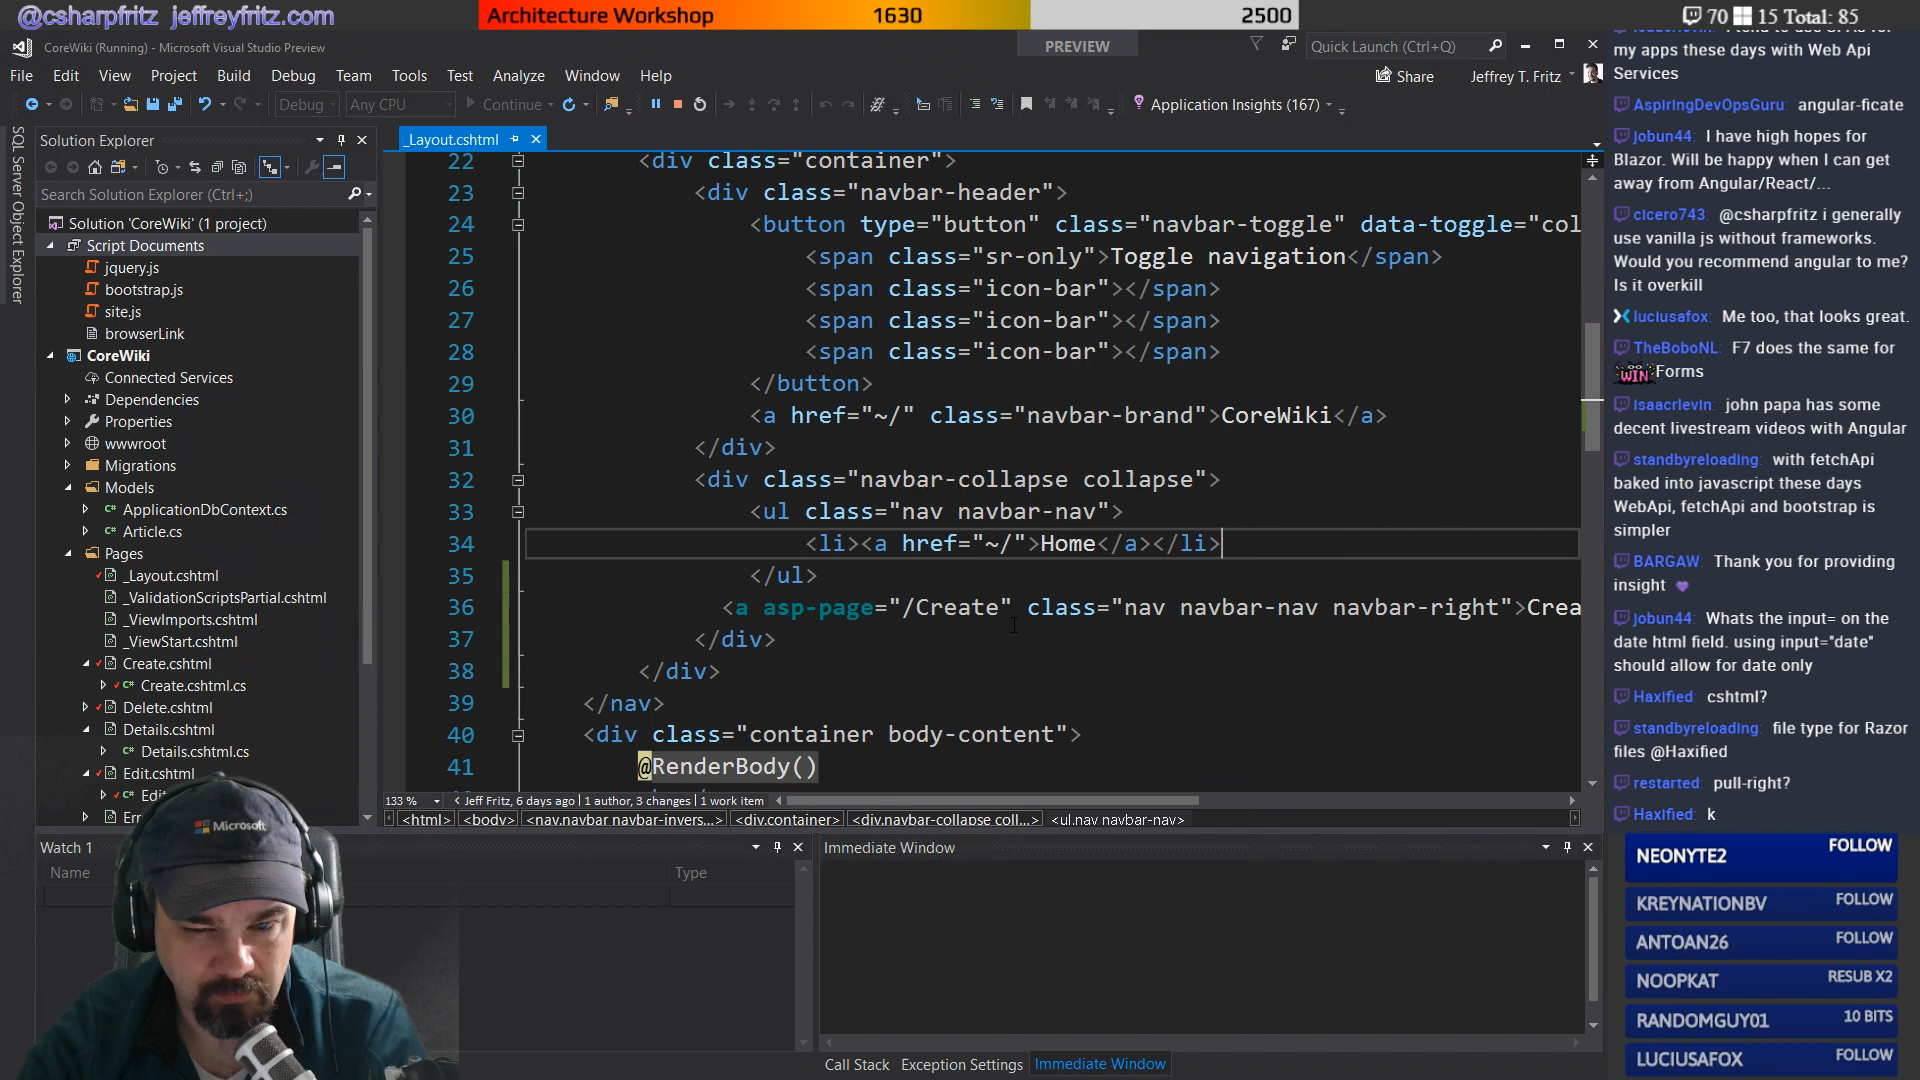 @csharpfritz jeffreyfritz.com
Architecture Workshop 1630 2500
70 15 Total: 85
CoreWiki (Running) - Microsoft Visual Studio Preview
PREVIEW
Quick Launch (Ctrl+Q)
File Edit View Project Build Debug Team Tools Test Analyze Window Help
Share Jeffrey T. Fritz
Debug Any CPU Continue Application Insights (167)
SQL Server Object Explorer
Solution Explorer
Search Solution Explorer (Ctrl+;)
Solution 'CoreWiki' (1 project)
Script Documents
jquery.js
bootstrap.js
site.js
browserLink
CoreWiki
Connected Services
Dependencies
Properties
wwwroot
Migrations
Models
ApplicationDbContext.cs
Article.cs
Pages
_Layout.cshtml
_ValidationScriptsPartial.cshtml
_ViewImports.cshtml
_ViewStart.cshtml
Create.cshtml
Create.cshtml.cs
Delete.cshtml
Details.cshtml
Details.cshtml.cs
Edit.cshtml
Edi
Err
_Layout.cshtml
22 <div class="container">
23 <div class="navbar-header">
24 <button type="button" class="navbar-toggle" data-toggle="col
25 <span class="sr-only">Toggle navigation</span>
26 <span class="icon-bar"></span>
27 <span class="icon-bar"></span>
28 <span class="icon-bar"></span>
29 </button>
30 <a href="~/" class="navbar-brand">CoreWiki</a>
31 </div>
32 <div class="navbar-collapse collapse">
33 <ul class="nav navbar-nav">
34 <li><a href="~/">Home</a></li>
35 </ul>
36 <a asp-page="/Create" class="nav navbar-nav navbar-right">Crea
37 </div>
38 </div>
39 </nav>
40 <div class="container body-content">
41 @RenderBody()
133 % Jeff Fritz, 6 days ago | 1 author, 3 changes | 1 work item
<html> <body> <nav.navbar navbar-invers...> <div.container> <div.navbar-collapse coll...> <ul.nav navbar-nav>
Watch 1
Name Type
Immediate Window
Call Stack Exception Settings Immediate Window
Microsoft
my apps these days with Web Api
Services
AspiringDevOpsGuru: angular-ficate
Jobun44: I have high hopes for
Blazor. Will be happy when I can get
away from Angular/React/...
cicero743: @csharpfritz i generally
use vanilla js without frameworks.
Would you recommend angular to me?
Is it overkill
luciusafox: Me too, that looks great.
TheBoboNL: F7 does the same for
WIN Forms
isaacrlevin: john papa has some
decent livestream videos with Angular
standbyreloading: with fetchApi
baked into javascript these days
WebApi, fetchApi and bootstrap is
simpler
BARGAW: Thank you for providing
insight
Jobun44: Whats the input= on the
date html field. using input="date"
should allow for date only
Haxified: cshtml?
standbyreloading: file type for Razor
files @Haxified
restarted: pull-right?
Haxified: k
NEONYTE2 FOLLOW
KREYNATIONBV FOLLOW
ANTOAN26 FOLLOW
NOOPKAT RESUB X2
RANDOMGUY01 10 BITS
LUCIUSAFOX FOLLOW